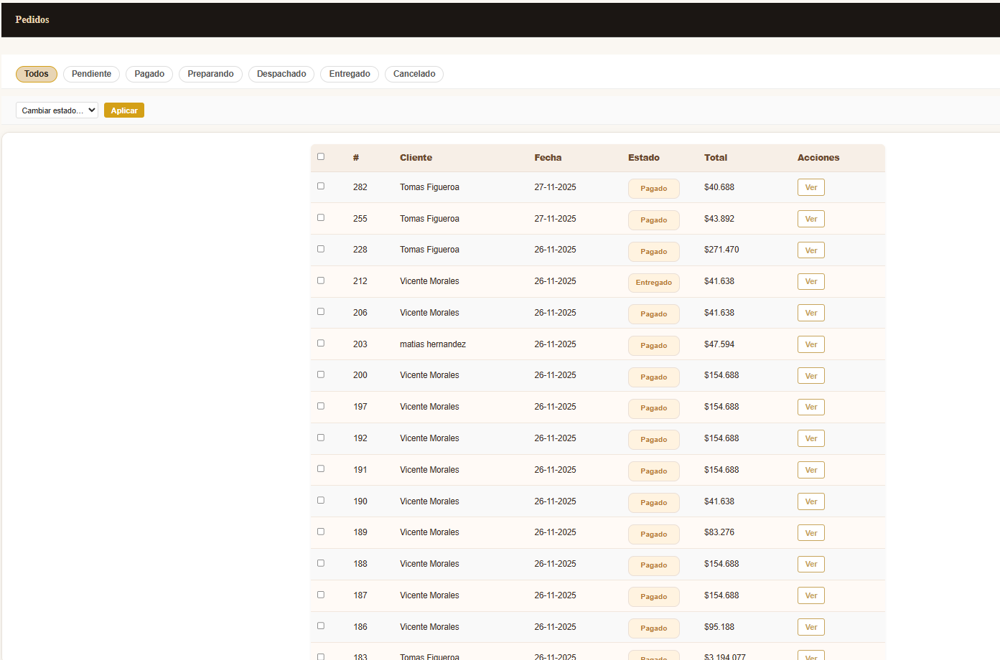 Pedidos
Todos Pendiente Pagado Preparando Despachado Entregado Cancelado
Cambiar estado... Aplicar
# Cliente Fecha Estado Total Acciones
282 Tomas Figueroa 27-11-2025 Pagado $40.688 Ver
255 Tomas Figueroa 27-11-2025 Pagado $43.892 Ver
228 Tomas Figueroa 26-11-2025 Pagado $271.470 Ver
212 Vicente Morales 26-11-2025 Entregado $41.638 Ver
206 Vicente Morales 26-11-2025 Pagado $41.638 Ver
203 matias hernandez 26-11-2025 Pagado $47.594 Ver
200 Vicente Morales 26-11-2025 Pagado $154.688 Ver
197 Vicente Morales 26-11-2025 Pagado $154.688 Ver
192 Vicente Morales 26-11-2025 Pagado $154.688 Ver
191 Vicente Morales 26-11-2025 Pagado $154.688 Ver
190 Vicente Morales 26-11-2025 Pagado $41.638 Ver
189 Vicente Morales 26-11-2025 Pagado $83.276 Ver
188 Vicente Morales 26-11-2025 Pagado $154.688 Ver
187 Vicente Morales 26-11-2025 Pagado $154.688 Ver
186 Vicente Morales 26-11-2025 Pagado $95.188 Ver
183 Tomas Figueroa 26-11-2025 Pagado $3.194.077 Ver